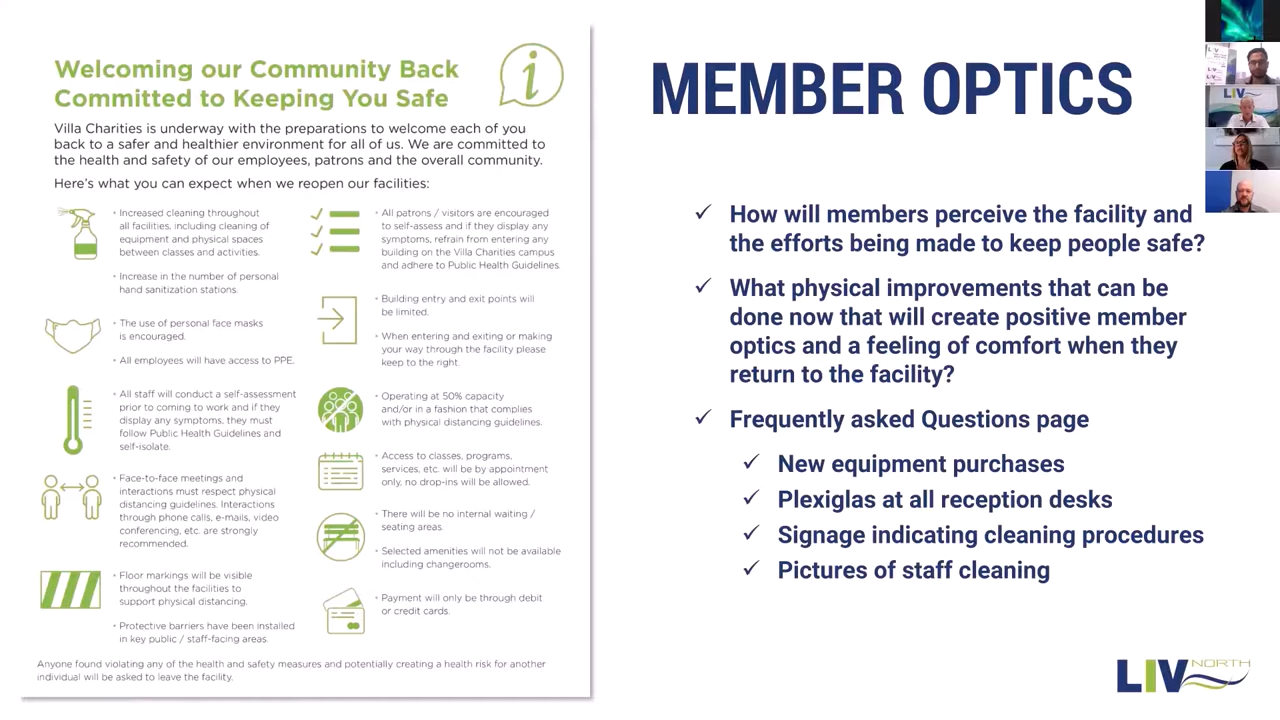 Welcoming our Community Back
Committed to Keeping You Safe
Villa Charities is underway with the preparations to welcome each of you
back to a safer and healthier environment for all of us. We are committed to
the health and safety of our employees, patrons and the overall community.
Here's what you can expect when we reopen our facilities:
• Increased cleaning throughout
all facilities, including cleaning of
equipment and physical spaces
between classes and activities.
• Increase in the number of personal
hand sanitization stations.
• The use of personal face masks
is encouraged.
• All employees will have access to PPE.
• All staff will conduct a self-assessment
prior to coming to work and if they
display any symptoms, they must
follow Public Health Guidelines and
self-isolate.
• Face-to-face meetings and
interactions must respect physical
distancing guidelines. Interactions
through phone calls, e-mails, video
conferencing, etc. are strongly
recommended.
• Floor markings will be visible
throughout the facilities to
support physical distancing.
• Protective barriers have been installed
in key public / staff-facing areas.
• All patrons / visitors are encouraged
to self-assess and if they display any
symptoms, refrain from entering any
building on the Villa Charities campus
and adhere to Public Health Guidelines.
• Building entry and exit points will
be limited.
• When entering and exiting or making
your way through the facility please
keep to the right.
• Operating at 50% capacity
and/or in a fashion that complies
with physical distancing guidelines.
• Access to classes, programs,
services, etc. will be by appointment
only, no drop-ins will be allowed.
• There will be no internal waiting /
seating areas.
• Selected amenities will not be available
including changerooms.
• Payment will only be through debit
or credit cards.
Anyone found violating any of the health and safety measures and potentially creating a health risk for another
individual will be asked to leave the facility.
MEMBER OPTICS
✓ How will members perceive the facility and
the efforts being made to keep people safe?
✓ What physical improvements that can be
done now that will create positive member
optics and a feeling of comfort when they
return to the facility?
✓ Frequently asked Questions page
✓ New equipment purchases
✓ Plexiglas at all reception desks
✓ Signage indicating cleaning procedures
✓ Pictures of staff cleaning
LIV NORTH
LIV